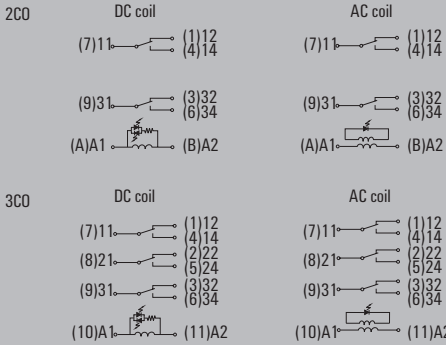 2CO
DC coil
AC coil
(7)11 (1)12 (4)14
(7)11 (1)12 (4)14
(9)31 (3)32 (6)34
(9)31 (3)32 (6)34
(A)A1 (B)A2
(A)A1 (B)A2
3CO
DC coil
AC coil
(7)11 (1)12 (4)14
(7)11 (1)12 (4)14
(8)21 (2)22 (5)24
(8)21 (2)22 (5)24
(9)31 (3)32 (6)34
(9)31 (3)32 (6)34
(10)A1 (11)A2
(10)A1 (11)A2